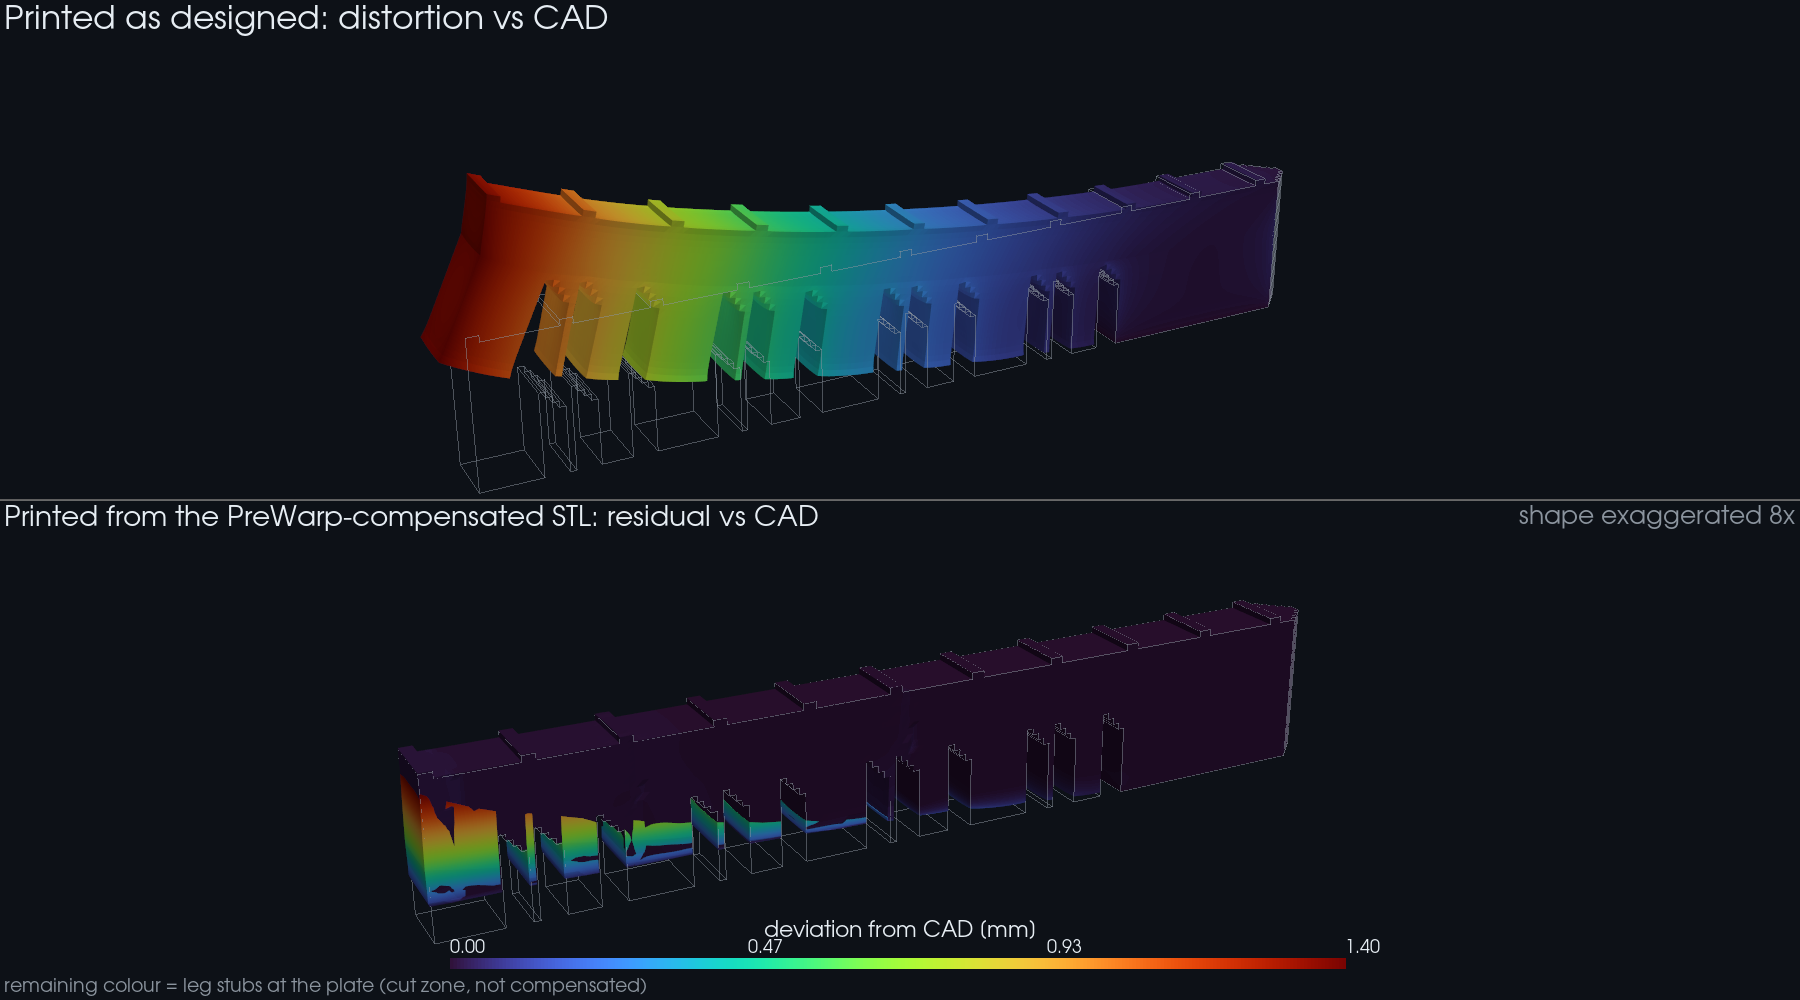 Printed as designed: distortion vs CAD
Printed from the PreWarp-compensated STL: residual vs CAD
shape exaggerated 8x
deviation from CAD (mm)
0.00 0.47 0.93 1.40
remaining colour = leg stubs at the plate (cut zone, not compensated)